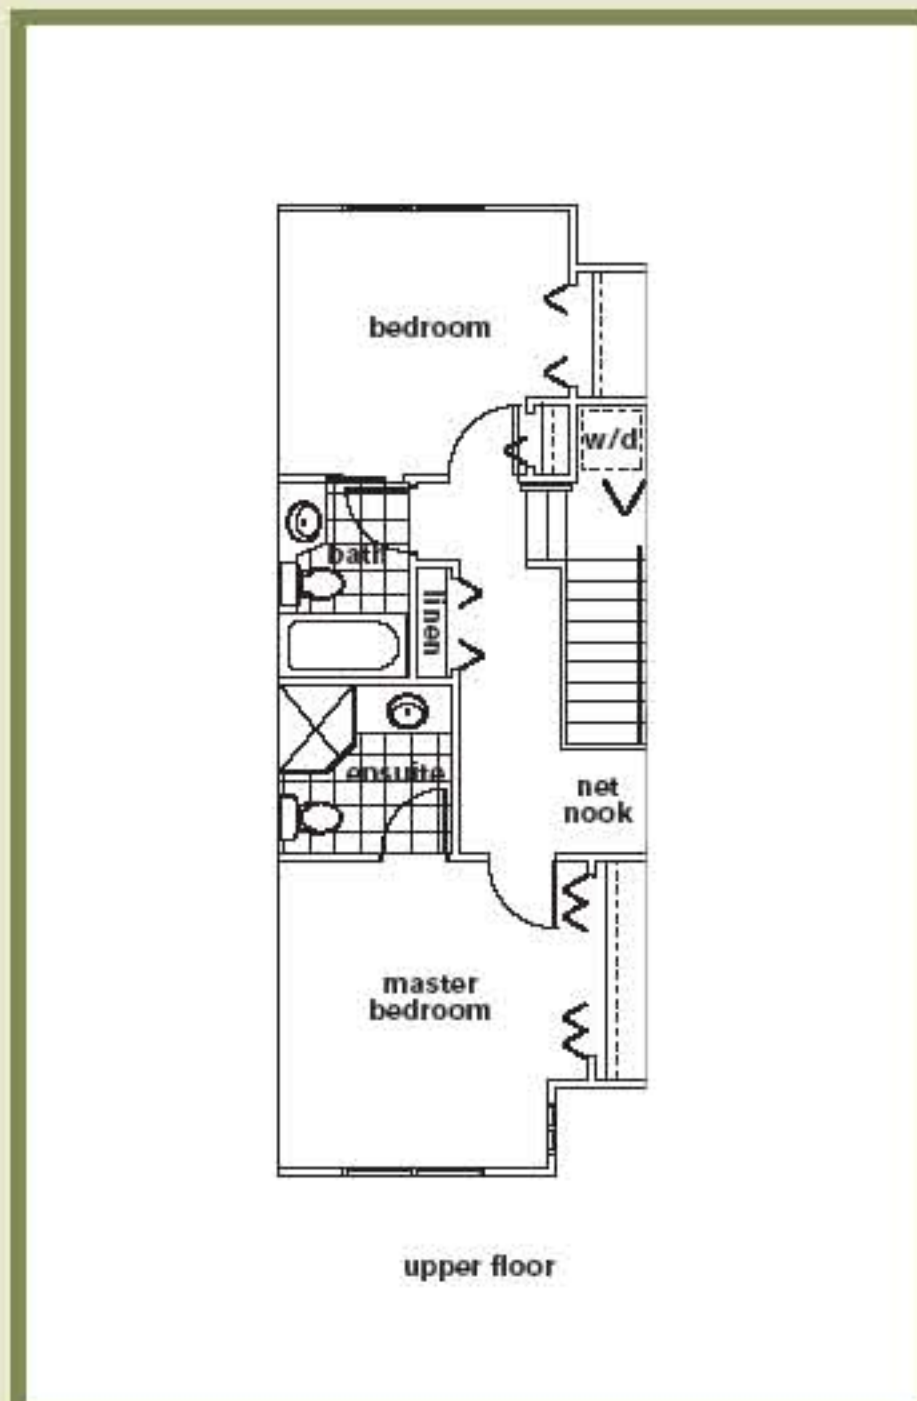 bedroom
w/d
bath
linen
ensuite
net
nook
master
bedroom
upper floor